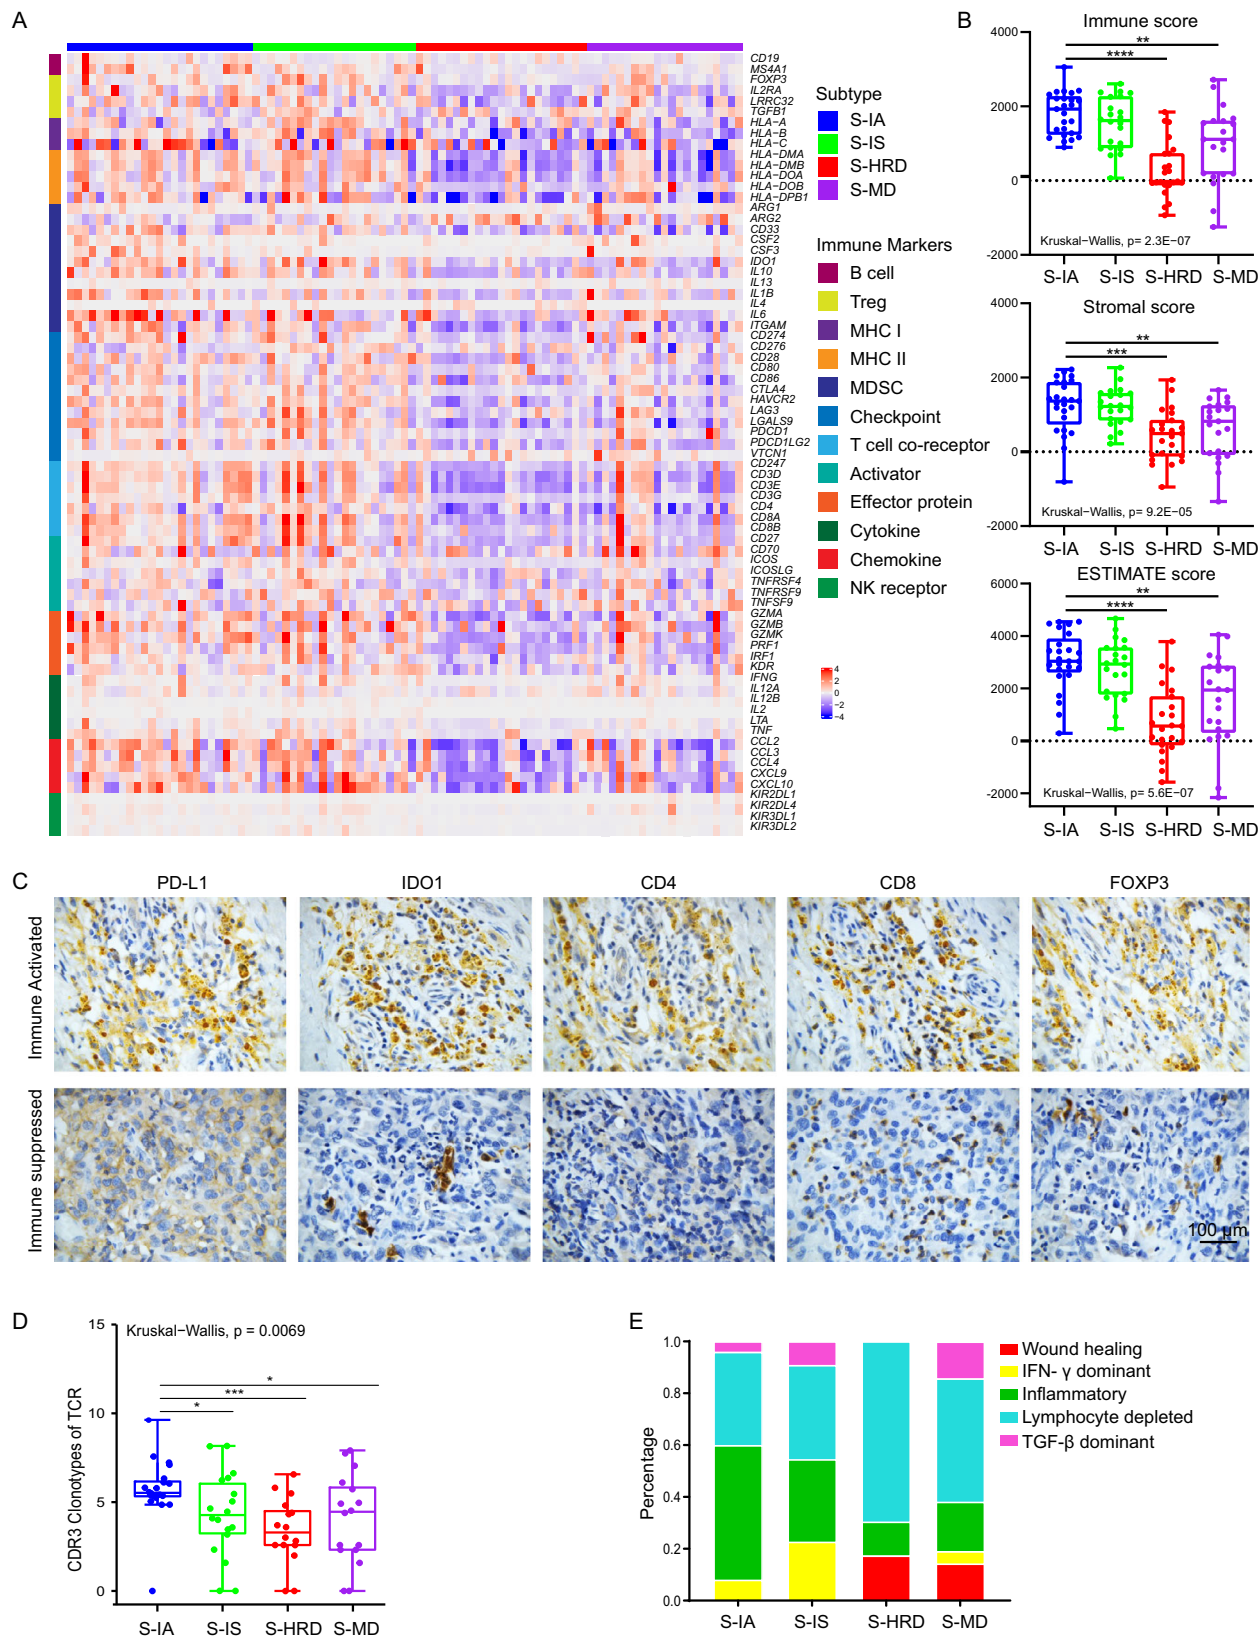 A
CD19
MS4A1
FOXP3
IL2RA
LRRC32
TGFB1
HLA-A
HLA-B
HLA-C
HLA-DMA
HLA-DMB
HLA-DOA
HLA-DOB
HLA-DPB1
ARG1
ARG2
CD33
CSF2
CSF3
IDO1
IL10
IL13
IL1B
IL4
IL6
ITGAM
CD274
CD276
CD28
CD80
CD86
CTLA4
HAVCR2
LAG3
LGALS9
PDCD1
PDCD1LG2
VTCN1
CD247
CD3D
CD3E
CD3G
CD4
CD8A
CD8B
CD27
CD70
ICOS
ICOSLG
TNFRSF4
TNFRSF9
TNFSF9
GZMA
GZMB
GZMK
PRF1
IRF1
KDR
IFNG
IL12A
IL12B
IL2
LTA
TNF
CCL2
CCL3
CCL4
CXCL9
CXCL10
KIR2DL1
KIR2DL4
KIR3DL1
KIR3DL2
Subtype
S-IA
S-IS
S-HRD
S-MD
Immune Markers
B cell
Treg
MHC I
MHC II
MDSC
Checkpoint
T cell co-receptor
Activator
Effector protein
Cytokine
Chemokine
NK receptor
4
2
0
−2
−4
B
Immune score
**
****
4000
2000
0
-2000
Kruskal−Wallis, p= 2.3E−07
S-IA S-IS S-HRD S-MD
Stromal score
**
***
4000
2000
0
-2000
Kruskal−Wallis, p= 9.2E−05
S-IA S-IS S-HRD S-MD
ESTIMATE score
**
****
6000
4000
2000
0
-2000
Kruskal−Wallis, p= 5.6E−07
S-IA S-IS S-HRD S-MD
C
PD-L1 IDO1 CD4 CD8 FOXP3
Immune Activated
Immune suppressed
100 μm
D
Kruskal−Wallis, p = 0.0069
*
***
*
15
10
5
0
CDR3 Clonotypes of TCR
S-IA S-IS S-HRD S-MD
E
1.0
0.8
0.6
0.4
0.2
0.0
Percentage
S-IA S-IS S-HRD S-MD
Wound healing
IFN- γ dominant
Inflammatory
Lymphocyte depleted
TGF-β dominant